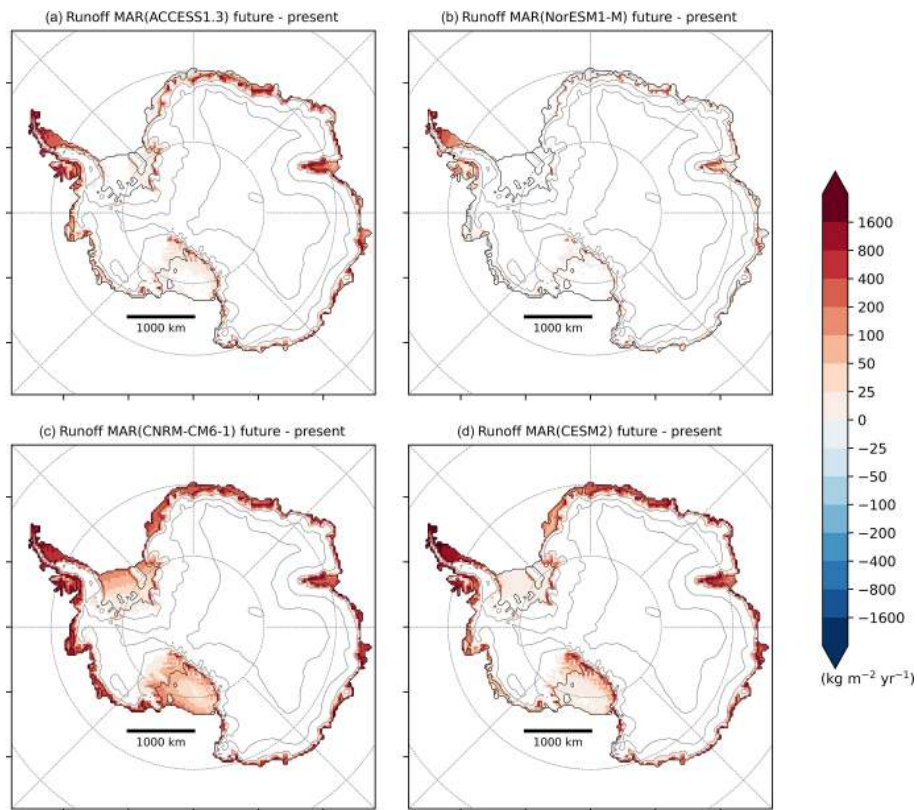 (a) Runoff MAR(ACCESS1.3) future - present
(b) Runoff MAR(NorESM1-M) future - present
1000 km
1000 km
(c) Runoff MAR(CNRM-CM6-1) future - present
(d) Runoff MAR(CESM2) future - present
1000 km
1000 km
1600
800
400
200
100
50
25
0
−25
−50
−100
−200
−400
−800
−1600
(kg m⁻² yr⁻¹)